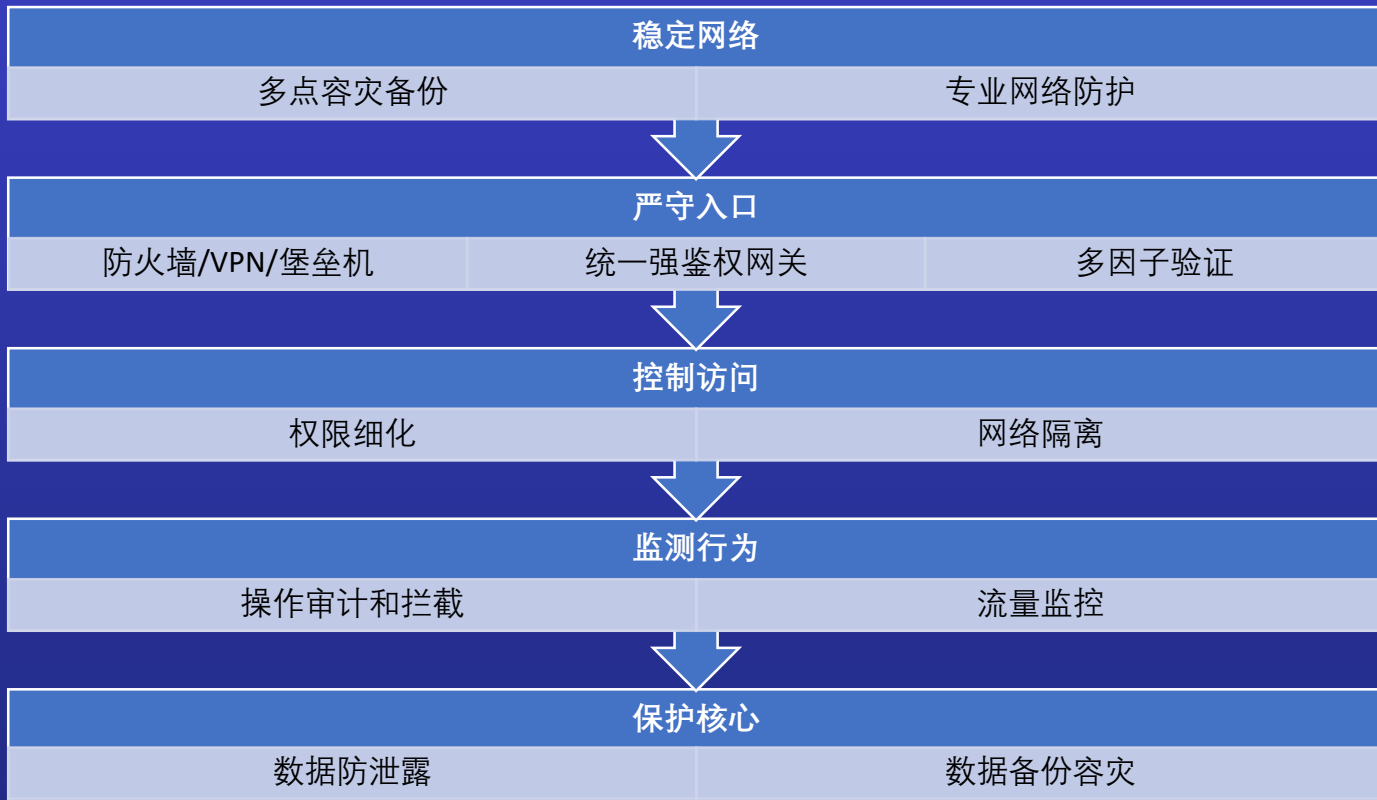 稳定网络
多点容灾备份 专业网络防护
严守入口
防火墙/VPN/堡垒机 统一强鉴权网关 多因子验证
控制访问
权限细化 网络隔离
监测行为
操作审计和拦截 流量监控
保护核心
数据防泄露 数据备份容灾